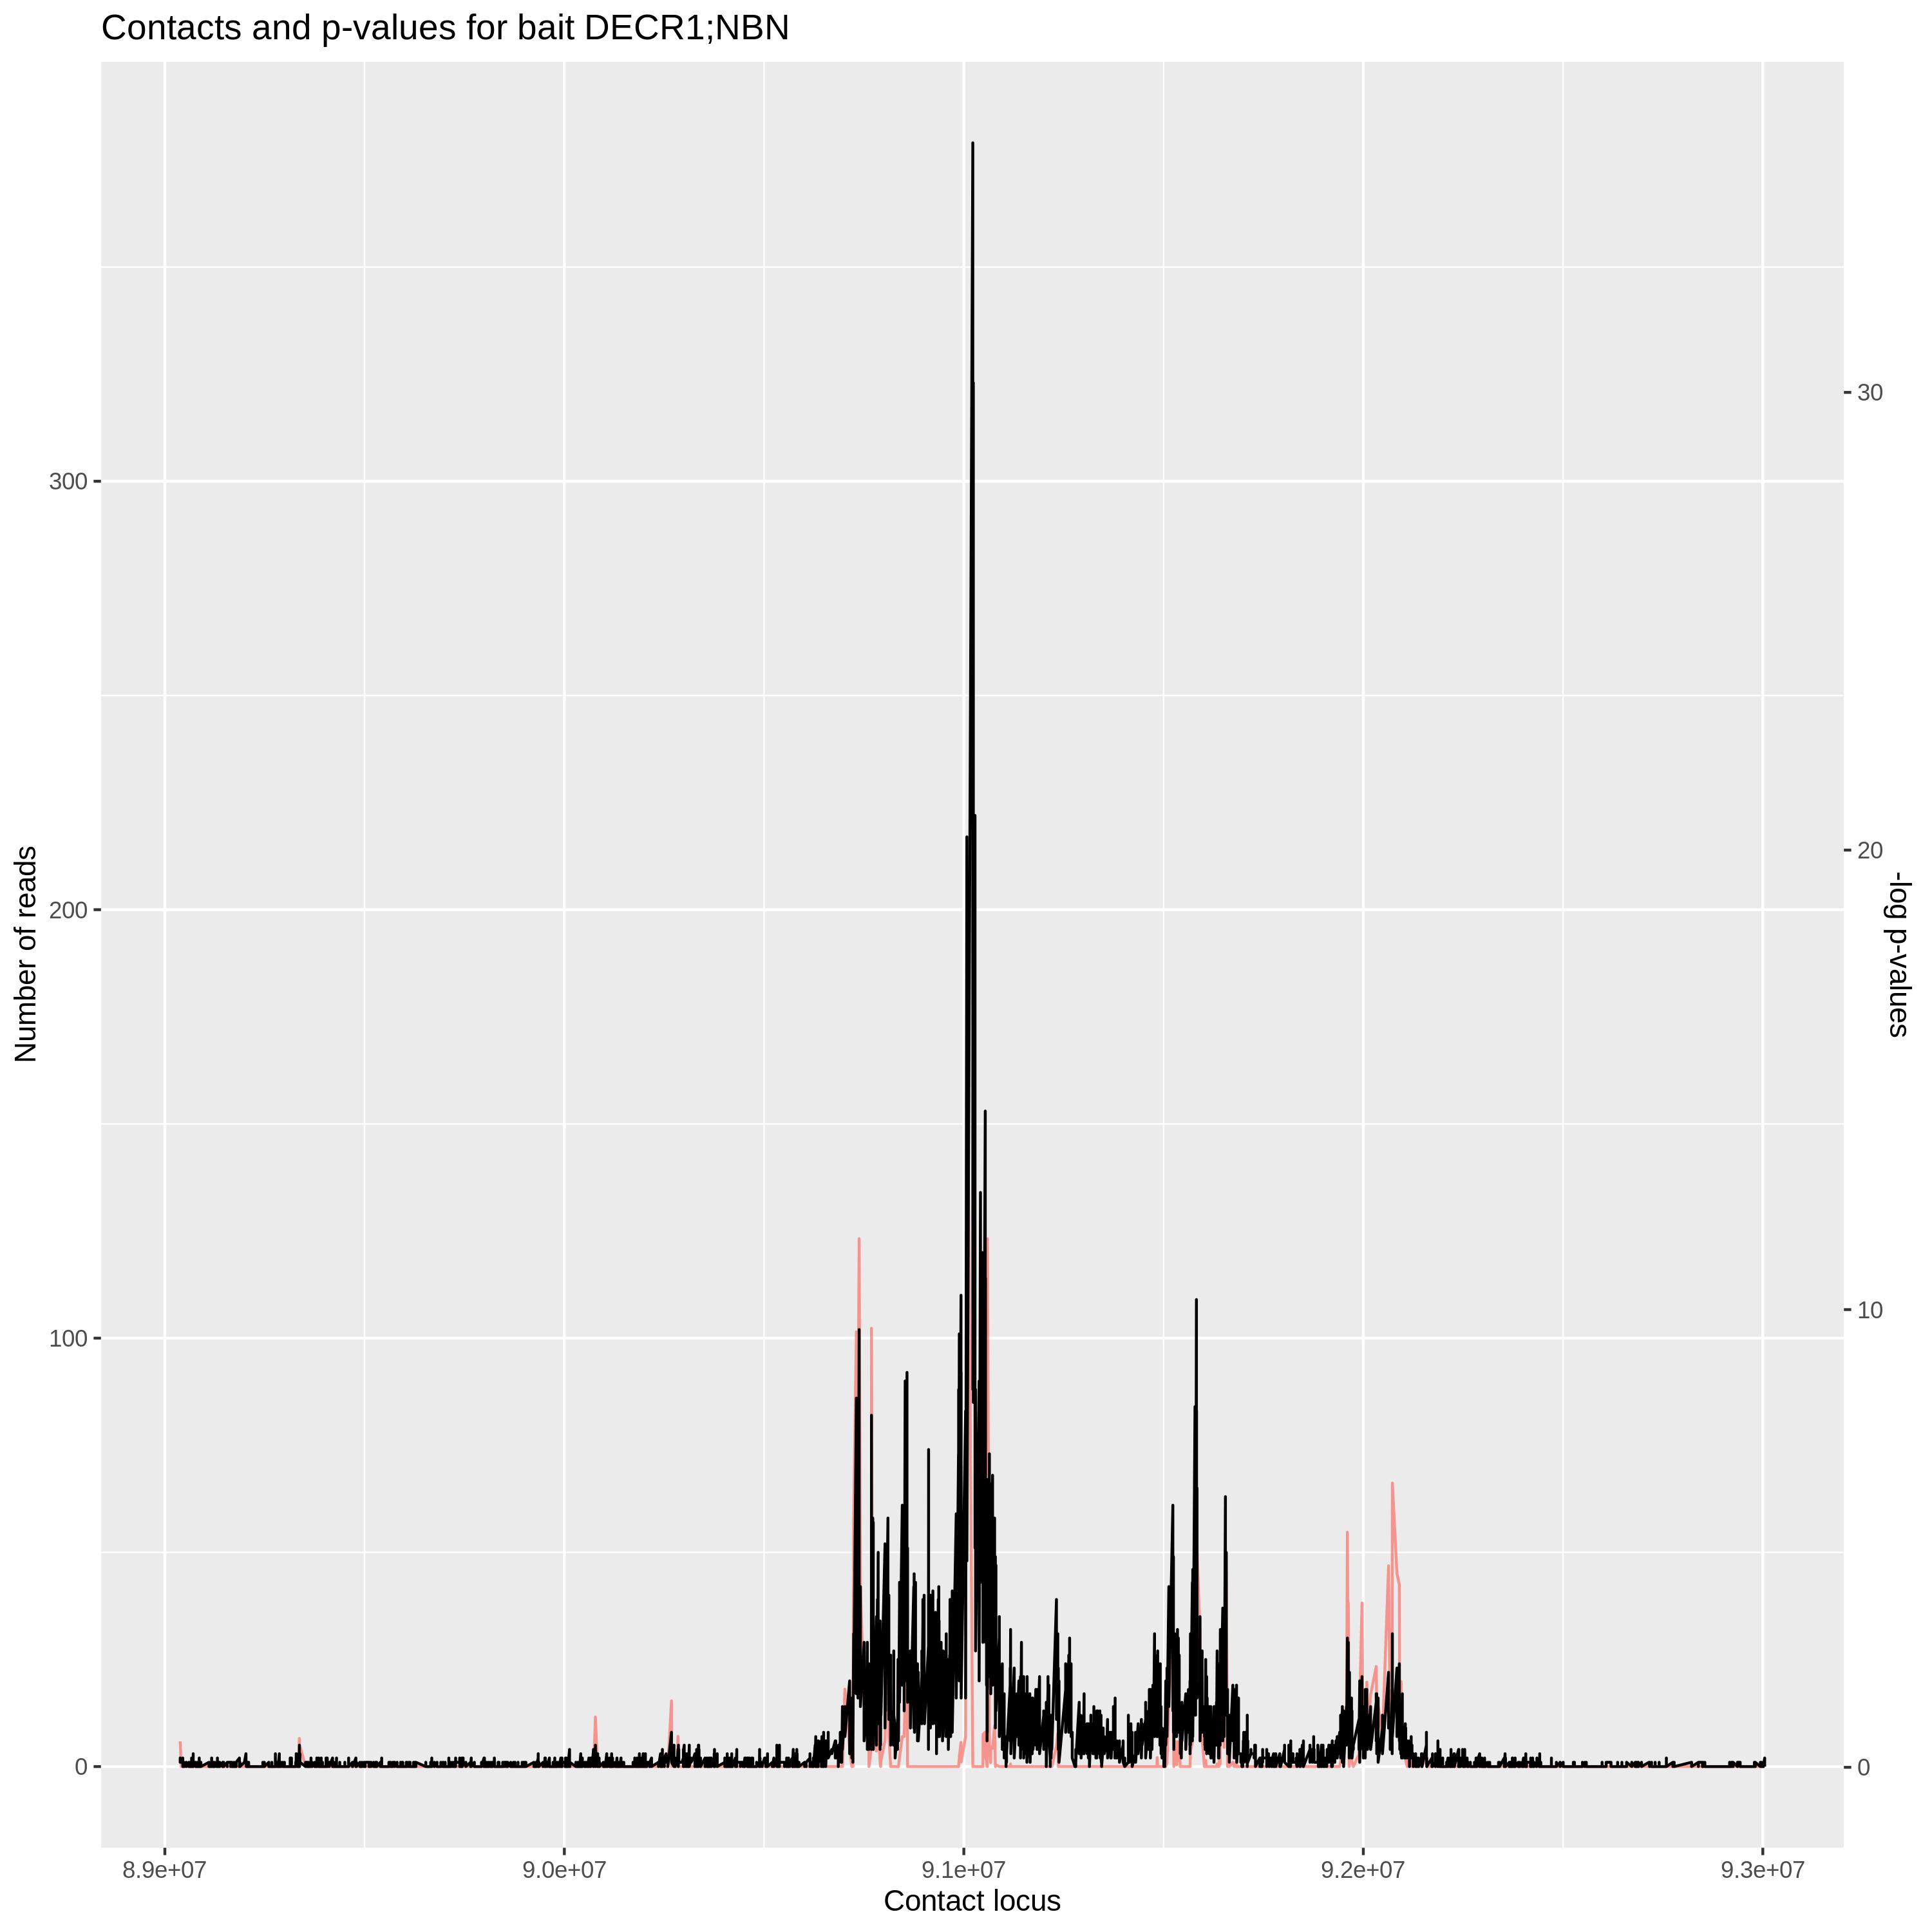 Contacts and p-values for bait DECR1;NBN
300
200
100
0
Number of reads
30
20
10
0
-log p-values
8.9e+07
9.0e+07
9.1e+07
9.2e+07
9.3e+07
Contact locus